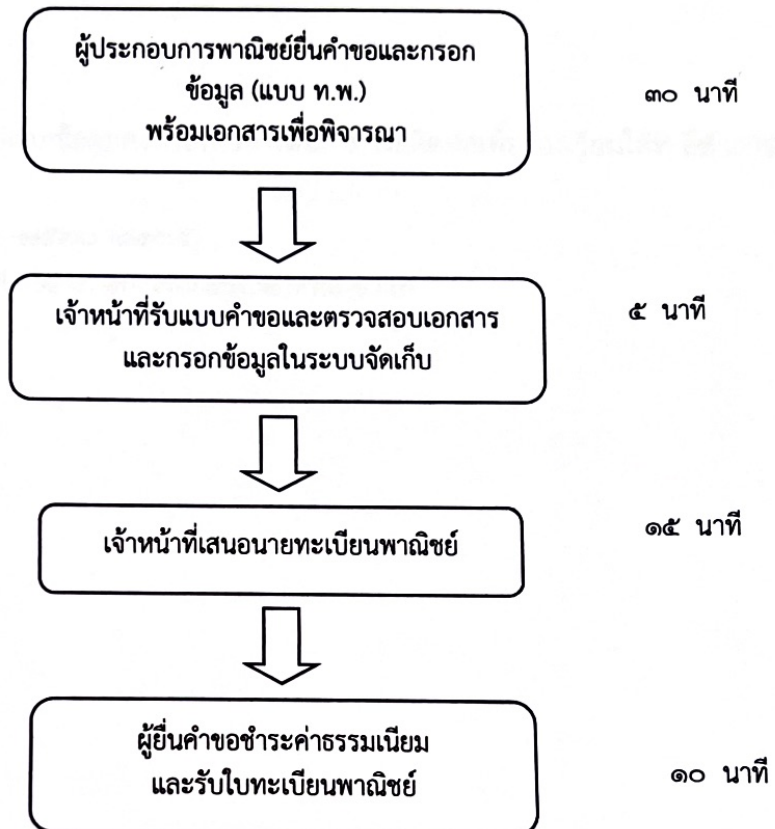 ผู้ประกอบการพาณิชย์ยื่นคำขอและกรอก
ข้อมูล (แบบ ท.พ.)
พร้อมเอกสารเพื่อพิจารณา
๓๐ นาที
เจ้าหน้าที่รับแบบคำขอและตรวจสอบเอกสาร
และกรอกข้อมูลในระบบจัดเก็บ
๕ นาที
เจ้าหน้าที่เสนอนายทะเบียนพาณิชย์
๑๕ นาที
ผู้ยื่นคำขอชำระค่าธรรมเนียม
และรับใบทะเบียนพาณิชย์
๑๐ นาที